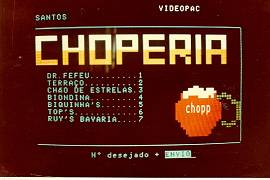 VIDEOPAC
SANTOS
CHOPERIA
DR.FEFEU........1
TERRAÇO.........2
CHÃO DE ESTRELAS.3
BIONDINA........4
BIQUINHA'S......5
TOP'S...........6
RUY'S BAVARIA....7
chopp
Nº desejado + ENVIO